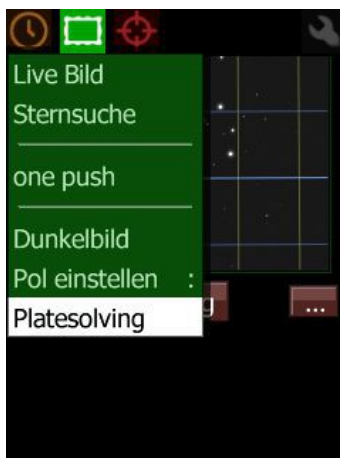 Live Bild
Sternsuche
one push
Dunkelbild
Pol einstellen :
Platesolving
g
...